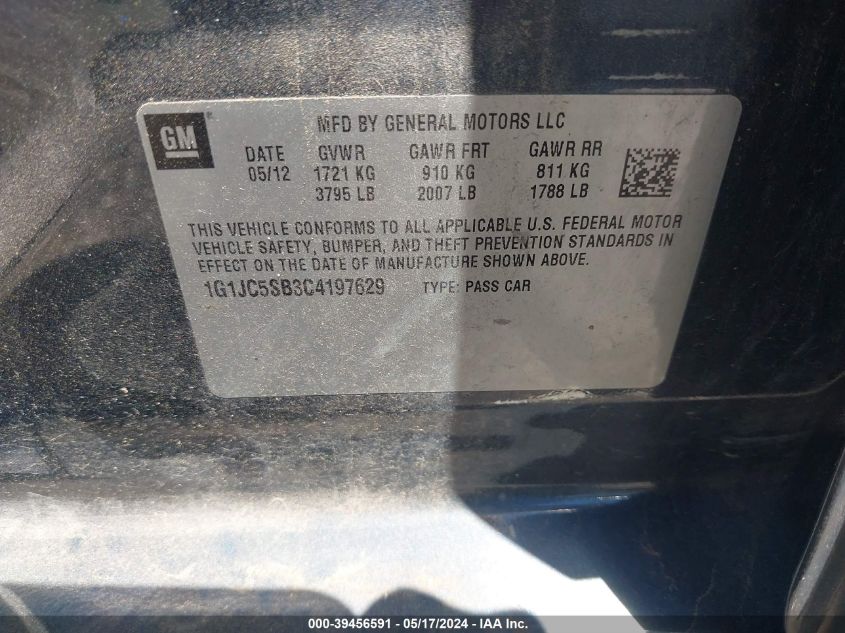 GM
MFD BY GENERAL MOTORS LLC
DATE GVWR GAWR FRT GAWR RR
05/12 1721 KG 910 KG 811 KG
3795 LB 2007 LB 1788 LB
THIS VEHICLE CONFORMS TO ALL APPLICABLE U.S. FEDERAL MOTOR
VEHICLE SAFETY, BUMPER, AND THEFT PREVENTION STANDARDS IN
EFFECT ON THE DATE OF MANUFACTURE SHOWN ABOVE.
1G1JC5SB3C4197629 TYPE: PASS CAR
000-39456591 - 05/17/2024 - IAA Inc.